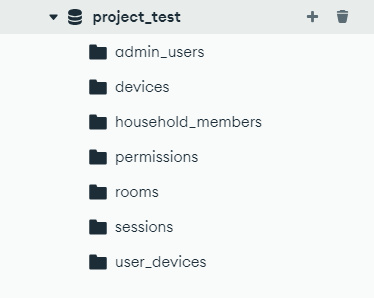 project_test
admin_users
devices
household_members
permissions
rooms
sessions
user_devices